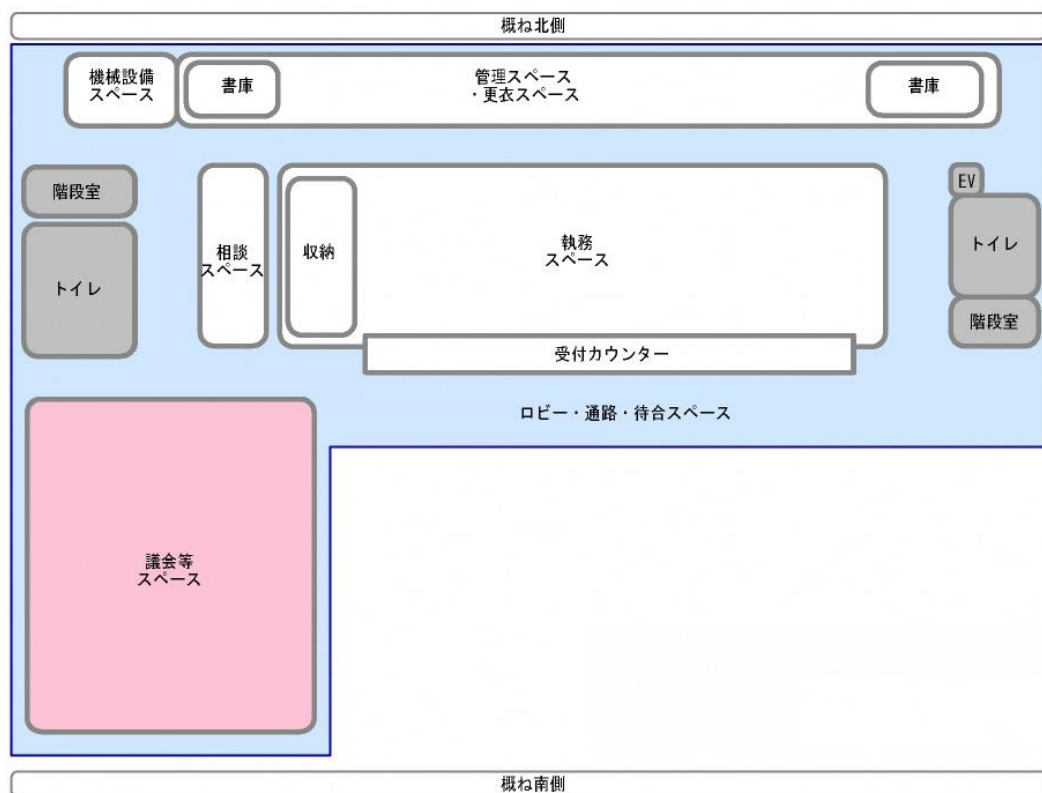 概ね北側
機械設備
スペース
書庫
管理スペース
・更衣スペース
書庫
階段室
トイレ
相談
スペース
収納
執務
スペース
EV
トイレ
階段室
受付カウンター
ロビー・通路・待合スペース
議会等
スペース
概ね南側